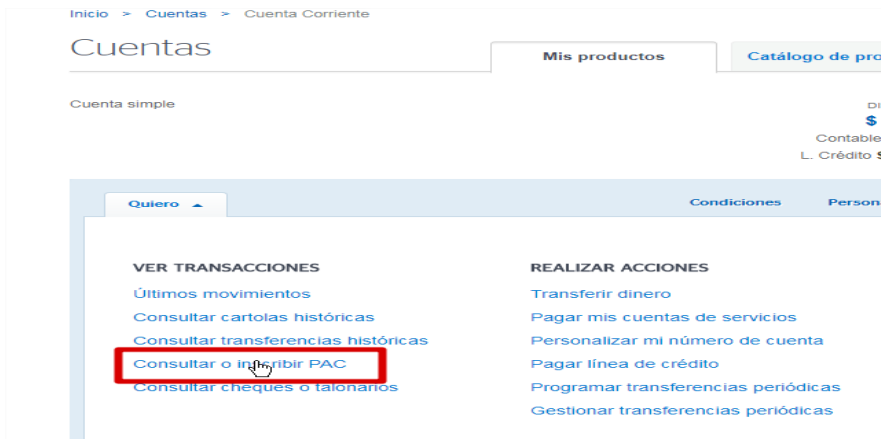 Inicio > Cuentas > Cuenta Corriente
Cuentas
Mis productos
Catálogo de
Cuenta simple
$
Contable
L. Crédito $
Quiero
Condiciones
VER TRANSACCIONES
Últimos movimientos
Consultar cartolas históricas
Consultar transferencias históricas
Consultar o inscribir PAC
Consultar cheques o talonarios
REALIZAR ACCIONES
Transferir dinero
Pagar mis cuentas de servicios
Personalizar mi número de cuenta
Pagar línea de crédito
Programar transferencias periódicas
Gestionar transferencias periódicas